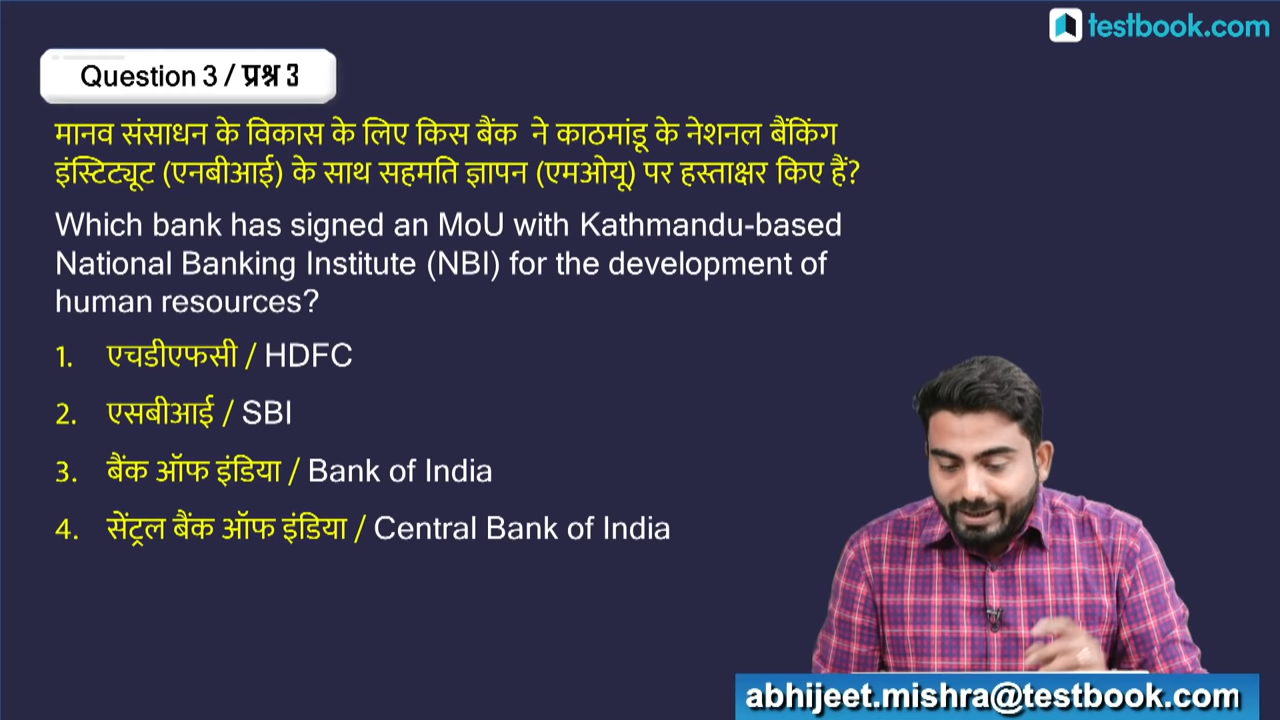 testbook.com
Question 3 / प्रश्न 3
मानव संसाधन के विकास के लिए किस बैंक ने काठमांडू के नेशनल बैंकिंग
इंस्टिट्यूट (एनबीआई) के साथ सहमति ज्ञापन (एमओयू) पर हस्ताक्षर किए हैं?
Which bank has signed an MoU with Kathmandu-based
National Banking Institute (NBI) for the development of
human resources?
1. एचडीएफसी / HDFC
2. एसबीआई / SBI
3. बैंक ऑफ इंडिया / Bank of India
4. सेंट्रल बैंक ऑफ इंडिया / Central Bank of India
abhijeet.mishra@testbook.com